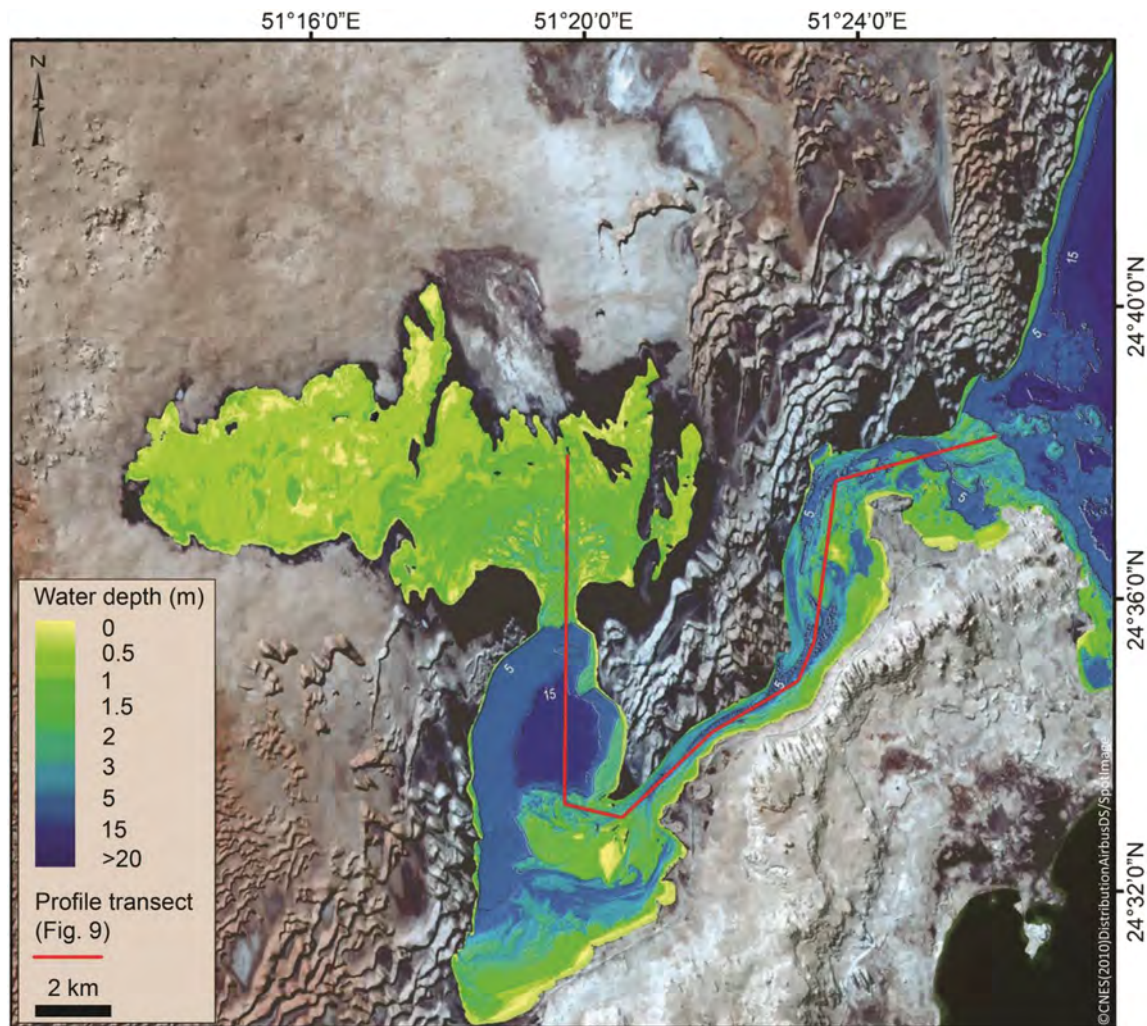 51°16’0”"E
51°20’0"”E
51°24’0"”E
N
15
5
24°40’0"”N
5
5
5
15
5
24°36’0"”N
24°32’0"”N
Water depth (m)
0
0.5
1
1.5
2
3
5
15
>20
Profile transect
(Fig. 9)
2 km
©CNES(2010)DistributionAirbusDS/SpotImage